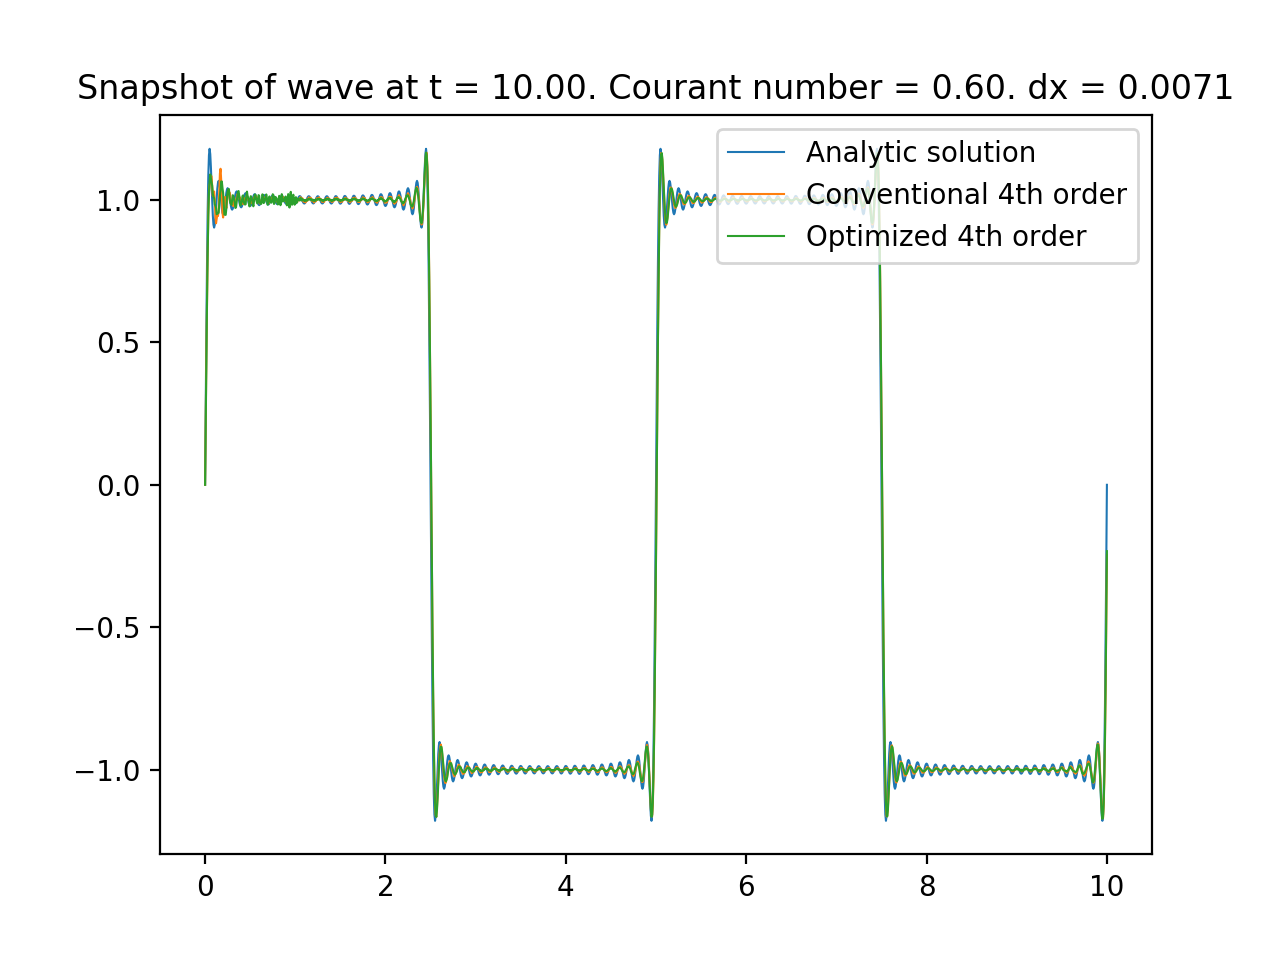 Snapshot of wave at t = 10.00. Courant number = 0.60. dx = 0.0071
Analytic solution
Conventional 4th order
Optimized 4th order
1.0
0.5
0.0
−0.5
−1.0
0 2 4 6 8 10